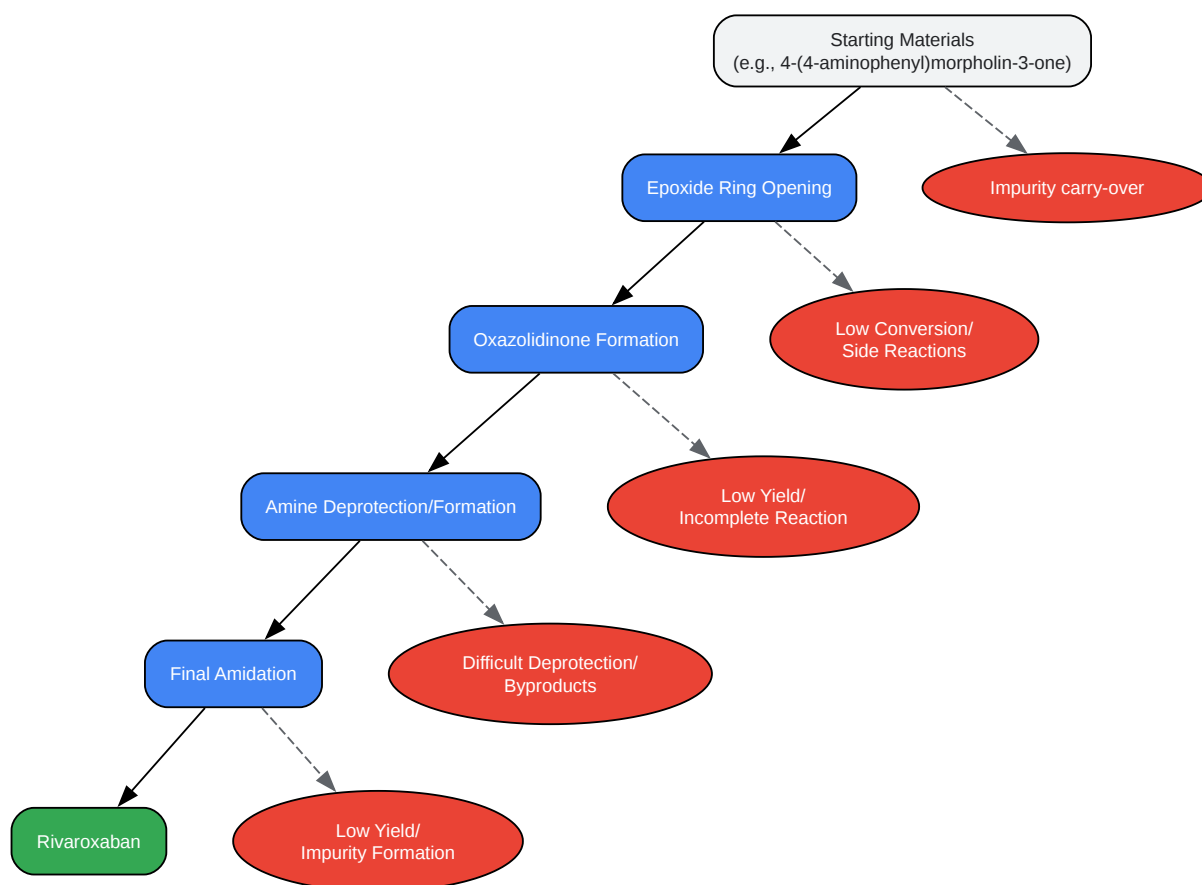 Starting Materials
(e.g., 4-(4-aminophenyl)morpholin-3-one)
Epoxide Ring Opening
Impurity carry-over
Oxazolidinone Formation
Low Conversion/
Side Reactions
Amine Deprotection/Formation
Low Yield/
Incomplete Reaction
Final Amidation
Difficult Deprotection/
Byproducts
Rivaroxaban
Low Yield/
Impurity Formation